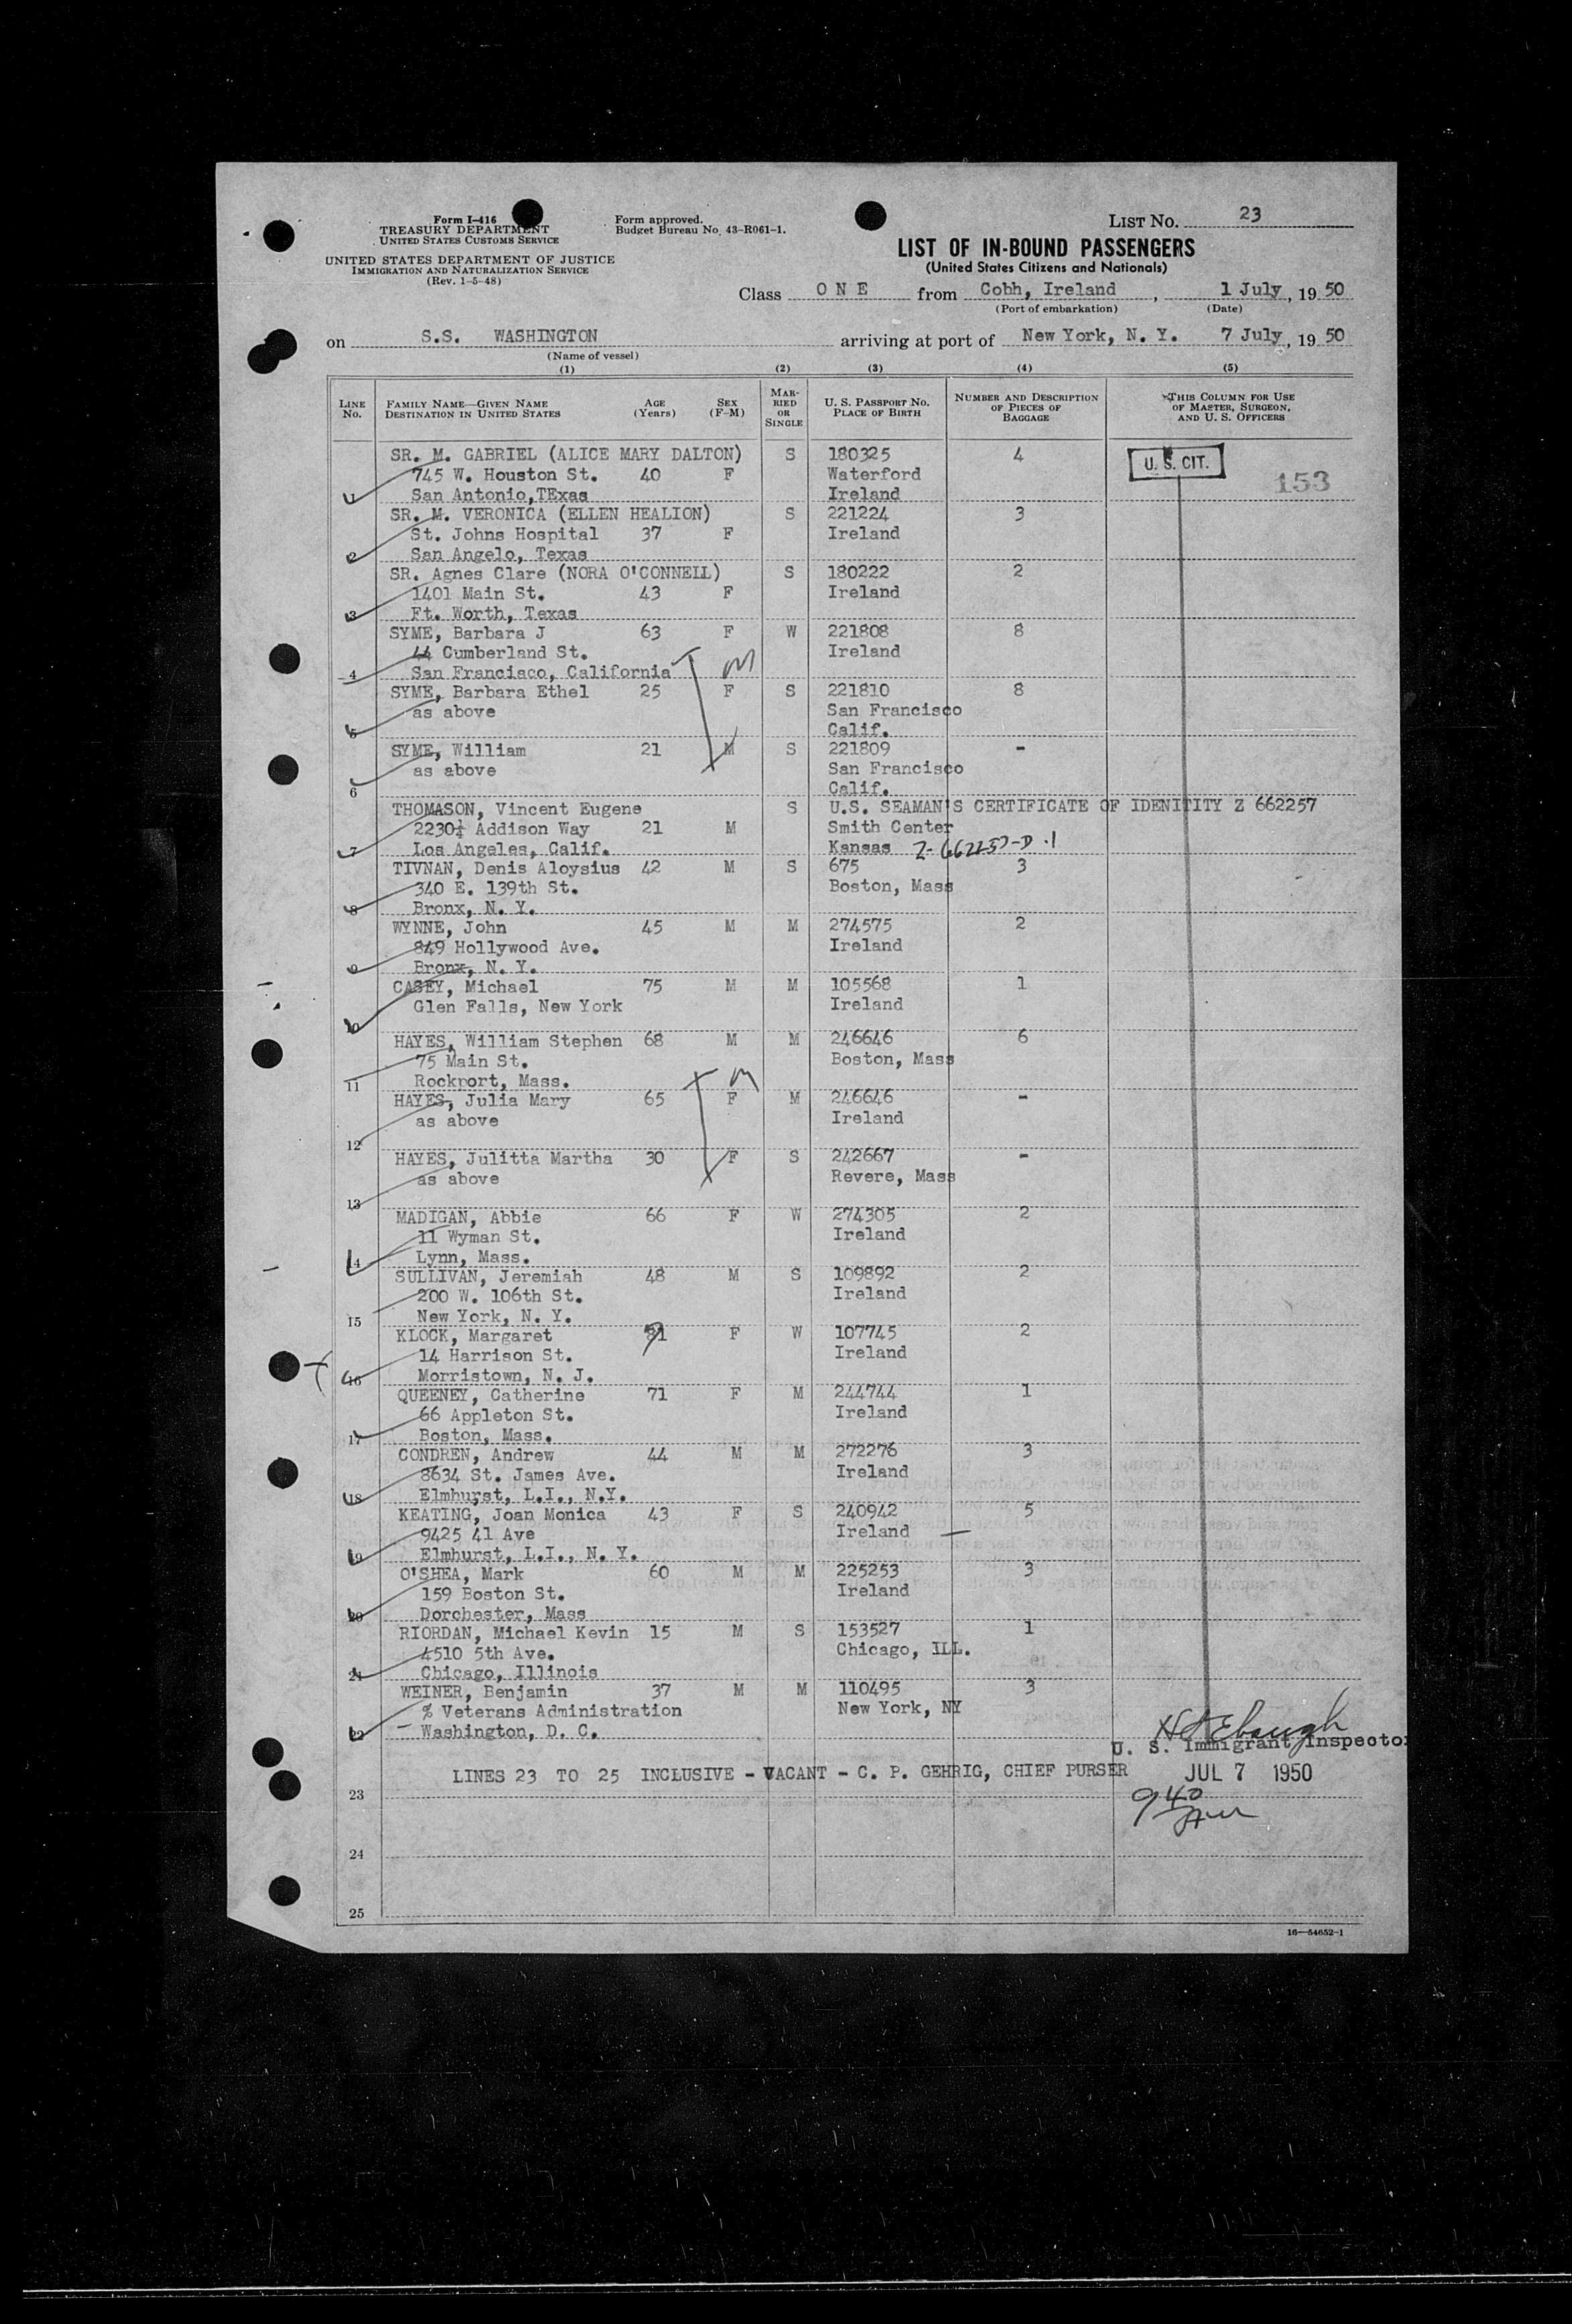 Form I-416
TREASURY DEPARTMENT
UNITED STATES CUSTOMS SERVICE
UNITED STATES DEPARTMENT OF JUSTICE
IMMIGRATION AND NATURALIZATION SERVICE
(Rev. 1-5-48)
Form approved.
Budget Bureau No. 43-R061-1.
LIST NO. 23
LIST OF IN-BOUND PASSENGERS
(United States Citizens and Nationals)
Class ONE from Cobh, Ireland, 1 July, 1950
(Port of embarkation) (Date)
on S.S. WASHINGTON arriving at port of New York, N. Y. 7 July, 1950
(Name of vessel)
(1) (2) (3) (4) (5)
LINE NO. FAMILY NAME—GIVEN NAME DESTINATION IN UNITED STATES AGE (Years) SEX (F-M) MARRIED OR SINGLE U. S. PASSPORT NO. PLACE OF BIRTH NUMBER AND DESCRIPTION OF PIECES OF BAGGAGE THIS COLUMN FOR USE OF MASTER, SURGEON, AND U. S. OFFICERS
SR. M. GABRIEL (ALICE MARY DALTON) S 180325 4 U. S. CIT.
745 W. Houston St. 40 F Waterford 153
1 San Antonio,TExas Ireland
SR. M. VERONICA (ELLEN HEALION) S 221224 3
St. Johns Hospital 37 F Ireland
2 San Angelo, Texas
SR. Agnes Clare (NORA O'CONNELL) S 180222 2
1401 Main St. 43 F Ireland
3 Ft. Worth, Texas
SYME, Barbara J 63 F W 221808 8
44 Cumberland St. Ireland
4 San Francisco, California M
SYME, Barbara Ethel 25 F S 221810 8
as above San Francisco
5 Calif.
SYME, William 21 M S 221809 -
as above San Francisco
6 Calif.
THOMASON, Vincent Eugene S U.S. SEAMAN'S CERTIFICATE OF IDENITITY Z 662257
2230½ Addison Way 21 M Smith Center
7 Los Angeles, Calif. Kansas Z-662257-D-1
TIVNAN, Denis Aloysius 42 M S 675 3
340 E. 139th St. Boston, Mass
8 Bronx, N. Y.
WYNNE, John 45 M M 274575 2
849 Hollywood Ave. Ireland
9 Bronx, N. Y.
CASEY, Michael 75 M M 105568 1
Glen Falls, New York Ireland
10
HAYES, William Stephen 68 M M 246646 6
75 Main St. Boston, Mass
11 Rockport, Mass. M
HAYES, Julia Mary 65 F M 246646 -
as above Ireland
12
HAYES, Julitta Martha 30 F S 242667 -
as above Revere, Mass
13
MADIGAN, Abbie 66 F W 274305 2
11 Wyman St. Ireland
14 Lynn, Mass.
SULLIVAN, Jeremiah 48 M S 109892 2
200 W. 106th St. Ireland
15 New York, N. Y.
KLOCK, Margaret F W 107745 2
14 Harrison St. Ireland
16 Morristown, N. J.
QUEENEY, Catherine 71 F M 244744 1
66 Appleton St. Ireland
17 Boston, Mass.
CONDREN, Andrew 44 M M 272276 3
8634 St. James Ave. Ireland
18 Elmhurst, L.I., N.Y.
KEATING, Joan Monica 43 F S 240942 5
9425 41 Ave Ireland
19 Elmhurst, L.I., N. Y.
O'SHEA, Mark 60 M M 225253 3
159 Boston St. Ireland
20 Dorchester, Mass
RIORDAN, Michael Kevin 15 M S 153527 1
4510 5th Ave. Chicago, ILL.
21 Chicago, Illinois
WEINER, Benjamin 37 M M 110495 3
% Veterans Administration New York, NY
22 Washington, D. C.
U. S. Immigrant Inspector
LINES 23 TO 25 INCLUSIVE - VACANT - C. P. GEHRIG, CHIEF PURSER JUL 7 1950
23 940
24
25
16—54652-1